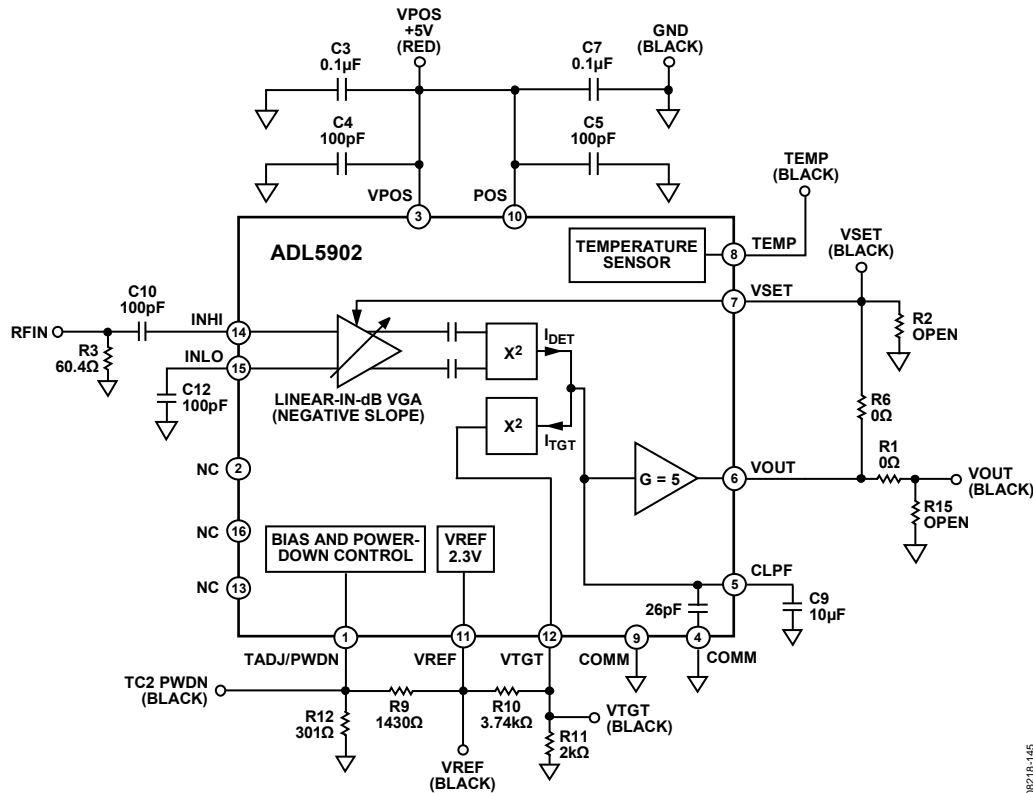 VPOS
+5V
(RED)
GND
(BLACK)
C3
0.1µF
C7
0.1µF
C4
100pF
C5
100pF
TEMP
(BLACK)
VPOS
POS
3
10
ADL5902
TEMPERATURE
SENSOR
8
TEMP
VSET
(BLACK)
7
VSET
C10
100pF
INHI
RFIN
14
R3
60.4Ω
INLO
15
C12
100pF
LINEAR-IN-dB VGA
(NEGATIVE SLOPE)
X2
IDET
X2
ITGT
R2
OPEN
R6
0Ω
R1
0Ω
G = 5
6
VOUT
VOUT
(BLACK)
R15
OPEN
NC
2
NC
16
NC
13
BIAS AND POWER-
DOWN CONTROL
VREF
2.3V
26pF
5
CLPF
C9
10µF
1
11
12
9
4
TADJ/PWDN
VREF
VTGT
COMM
COMM
TC2 PWDN
(BLACK)
R9
1430Ω
R10
3.74kΩ
R12
301Ω
VTGT
(BLACK)
R11
2kΩ
VREF
(BLACK)
08218-145